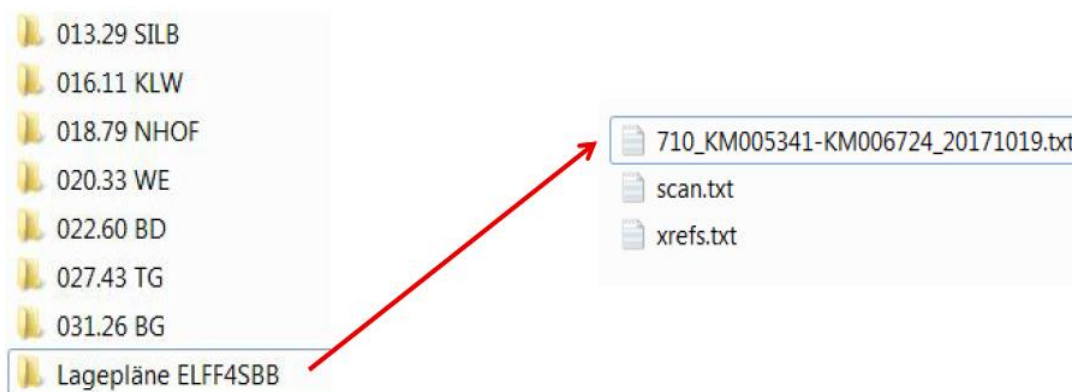 013.29 SILB
016.11 KLW
018.79 NHOF
020.33 WE
022.60 BD
027.43 TG
031.26 BG
Lagepläne ELFF4SBB
710_KM005341-KM006724_20171019.txt
scan.txt
xrefs.txt